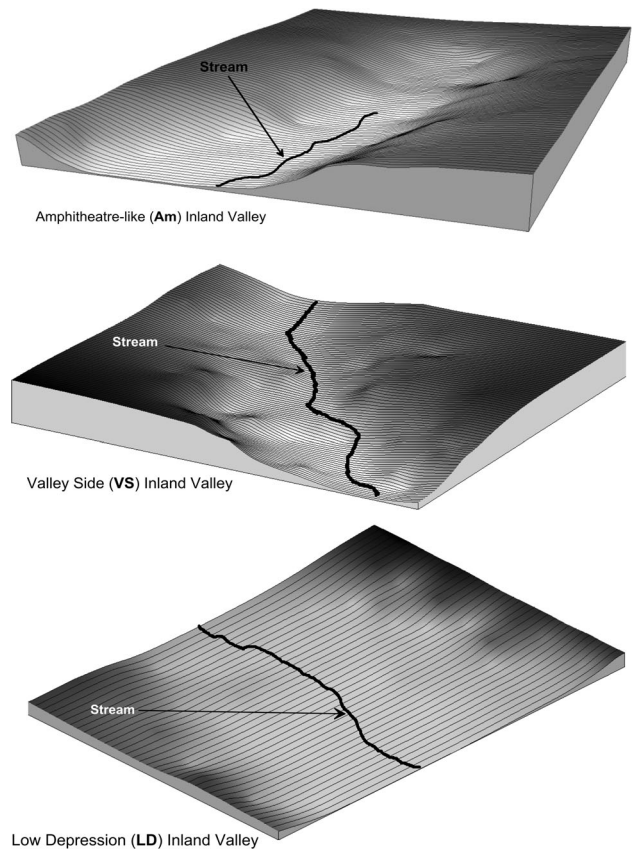 Stream
Amphitheatre-like (Am) Inland Valley
Stream
Valley Side (VS) Inland Valley
Stream
Low Depression (LD) Inland Valley